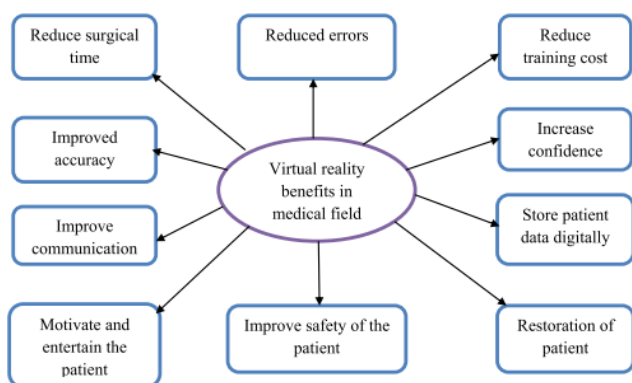 Reduce surgical
time
Reduced errors
Reduce
training cost
Improved
accuracy
Increase
confidence
Virtual reality
benefits in
medical field
Improve
communication
Store patient
data digitally
Motivate and
entertain the
patient
Improve safety of the
patient
Restoration of
patient